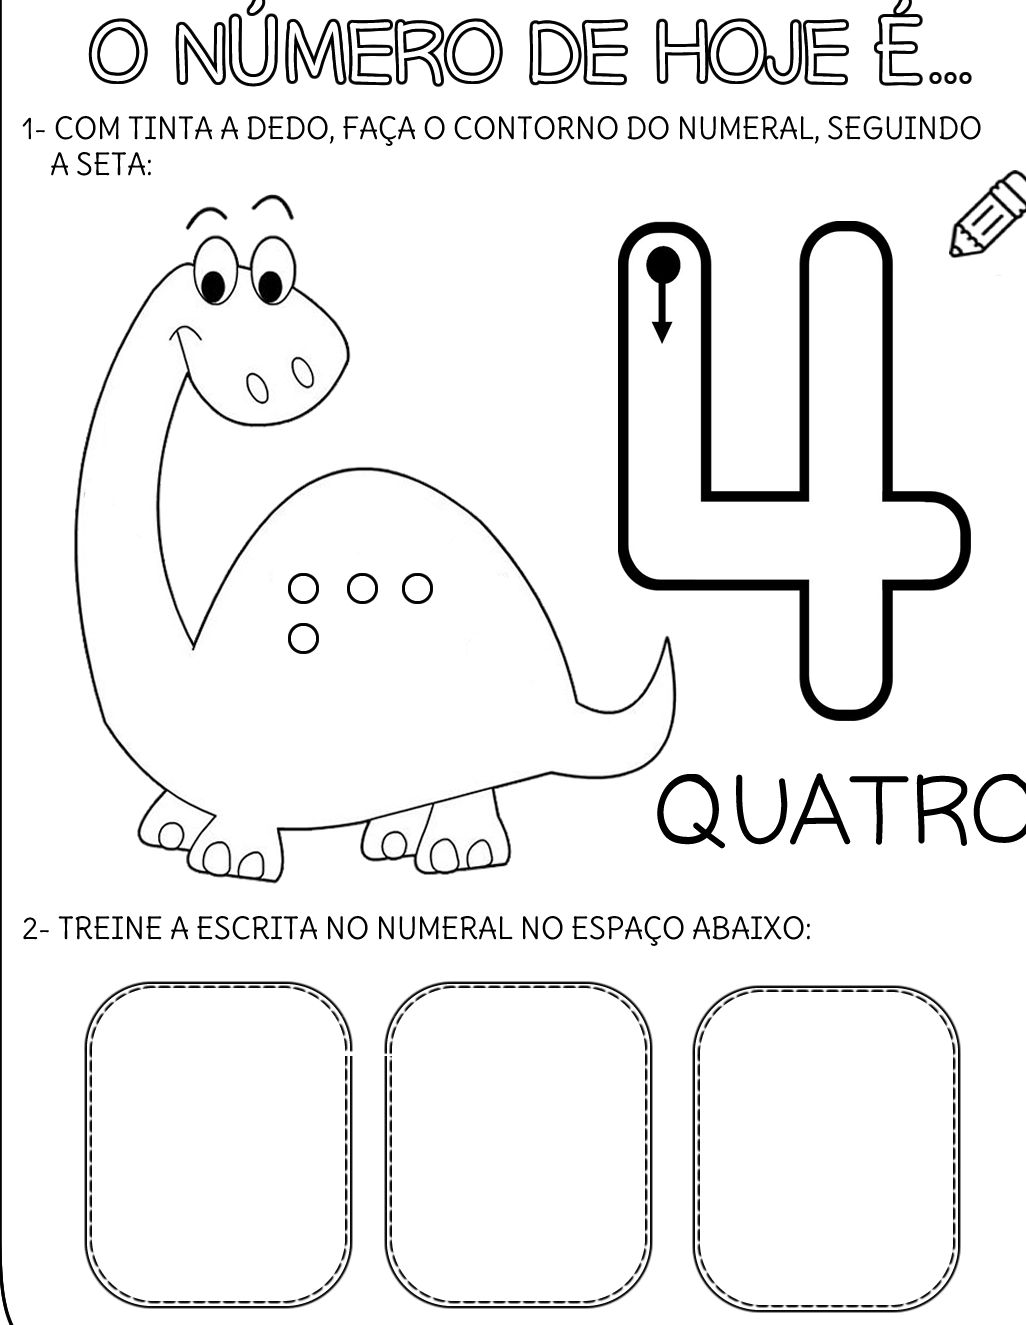 O NÚMERO DE HOJE É...
1- COM TINTA A DEDO, FAÇA O CONTORNO DO NUMERAL, SEGUINDO
A SETA:
4
QUATRO
2- TREINE A ESCRITA NO NUMERAL NO ESPAÇO ABAIXO: